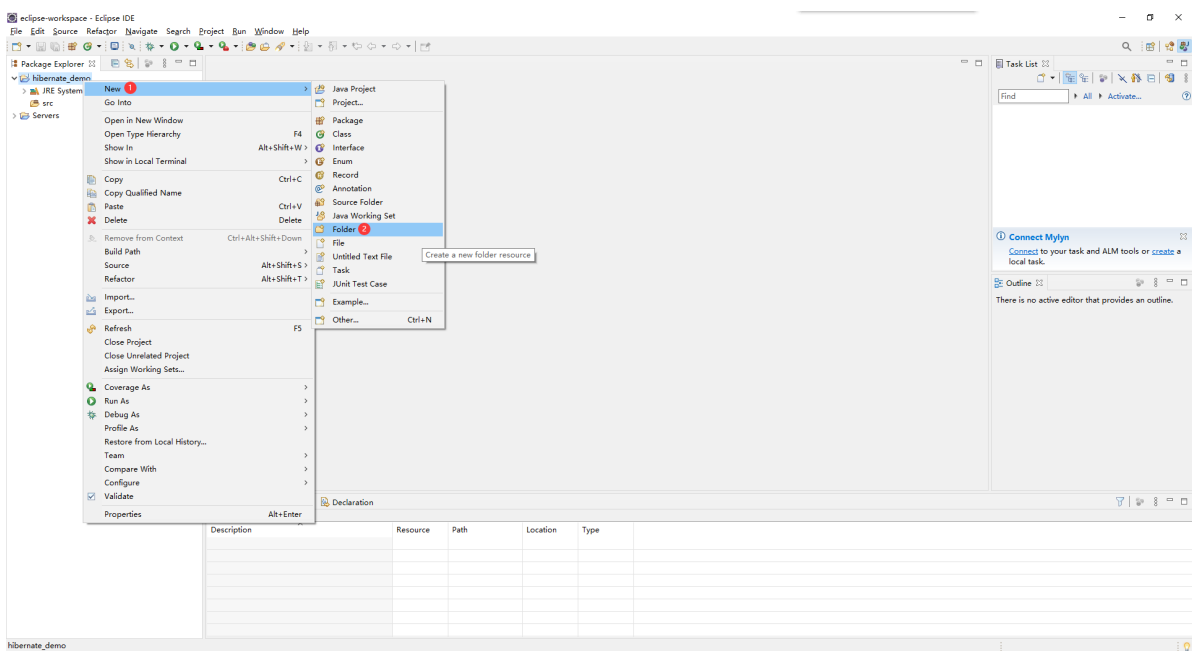 eclipse-workspace - Eclipse IDE
File Edit Source Refactor Navigate Search Project Run Window Help
Package Explorer
Task List
hibernate_demo
JRE System
src
Servers
New 1
Go Into
Open in New Window
Open Type Hierarchy F4
Show In Alt+Shift+W >
Show in Local Terminal >
Copy Ctrl+C
Copy Qualified Name
Paste Ctrl+V
Delete Delete
Remove from Context Ctrl+Alt+Shift+Down
Build Path >
Source Alt+Shift+S >
Refactor Alt+Shift+T >
Import...
Export...
Refresh F5
Close Project
Close Unrelated Project
Assign Working Sets...
Coverage As >
Run As >
Debug As >
Profile As >
Restore from Local History...
Team >
Compare With >
Configure >
Validate
Properties Alt+Enter
Java Project
Project...
Package
Class
Interface
Enum
Record
Annotation
Source Folder
Java Working Set
Folder 2
File
Untitled Text File
Task
JUnit Test Case
Example...
Other... Ctrl+N
Create a new folder resource
Find All Activate...
Connect Mylyn
Connect to your task and ALM tools or create a
local task.
Outline
There is no active editor that provides an outline.
Declaration
Description Resource Path Location Type
hibernate_demo